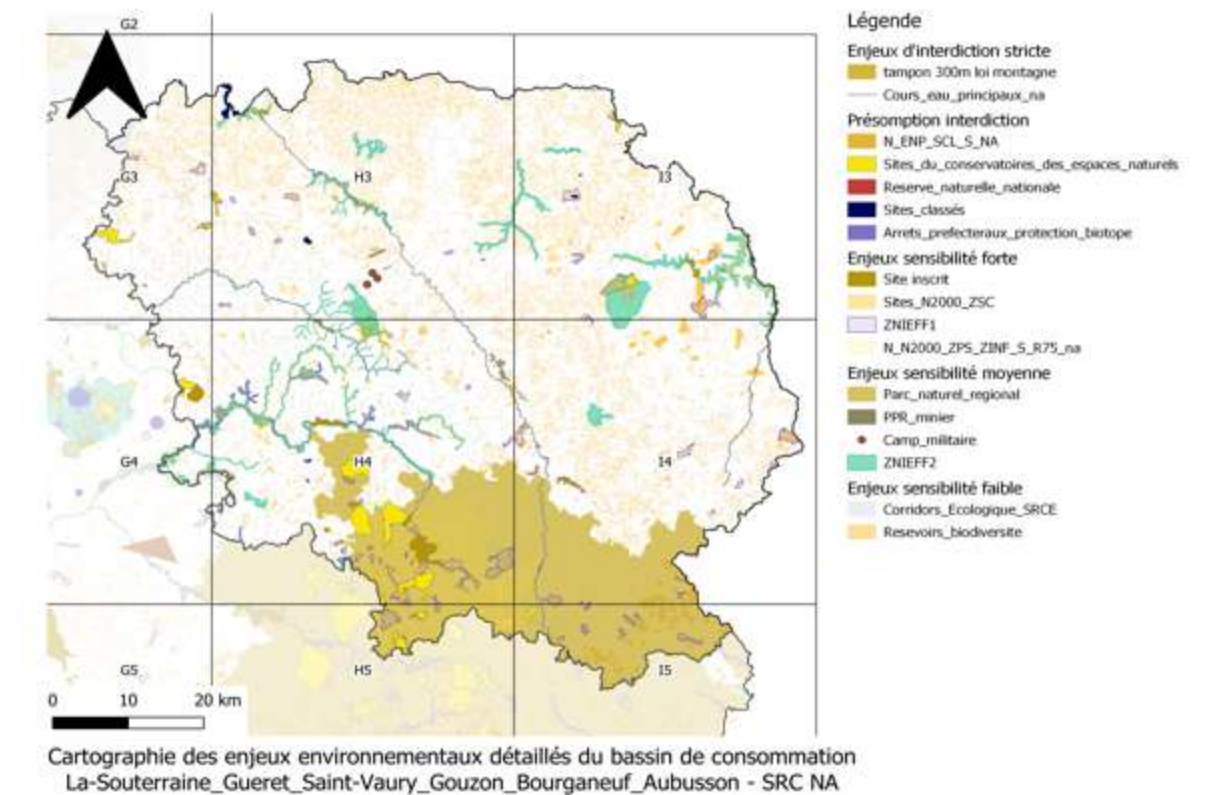 G2
G3
H3
I3
G4
H4
I4
G5
H5
I5
0 10 20 km
Légende
Enjeux d'interdiction stricte
tampon 300m loi montagne
Cours_eau_principaux_na
Présomption interdiction
N_ENP_SCL_S_NA
Sites_du_conservatoires_des_espaces_naturels
Reserve_naturelle_nationale
Sites_classés
Arrets_prefecteraux_protection_biotope
Enjeux sensibilité forte
Site inscrit
Sites_N2000_ZSC
ZNIEFF1
N_N2000_ZPS_ZINF_S_R75_na
Enjeux sensibilité moyenne
Parc_naturel_regional
PPR_minier
Camp_militaire
ZNIEFF2
Enjeux sensibilité faible
Corridors_Ecologique_SRCE
Resevoirs_biodiversite
Cartographie des enjeux environnementaux détaillés du bassin de consommation
La-Souterraine_Gueret_Saint-Vaury_Gouzon_Bourganeuf_Aubusson - SRC NA